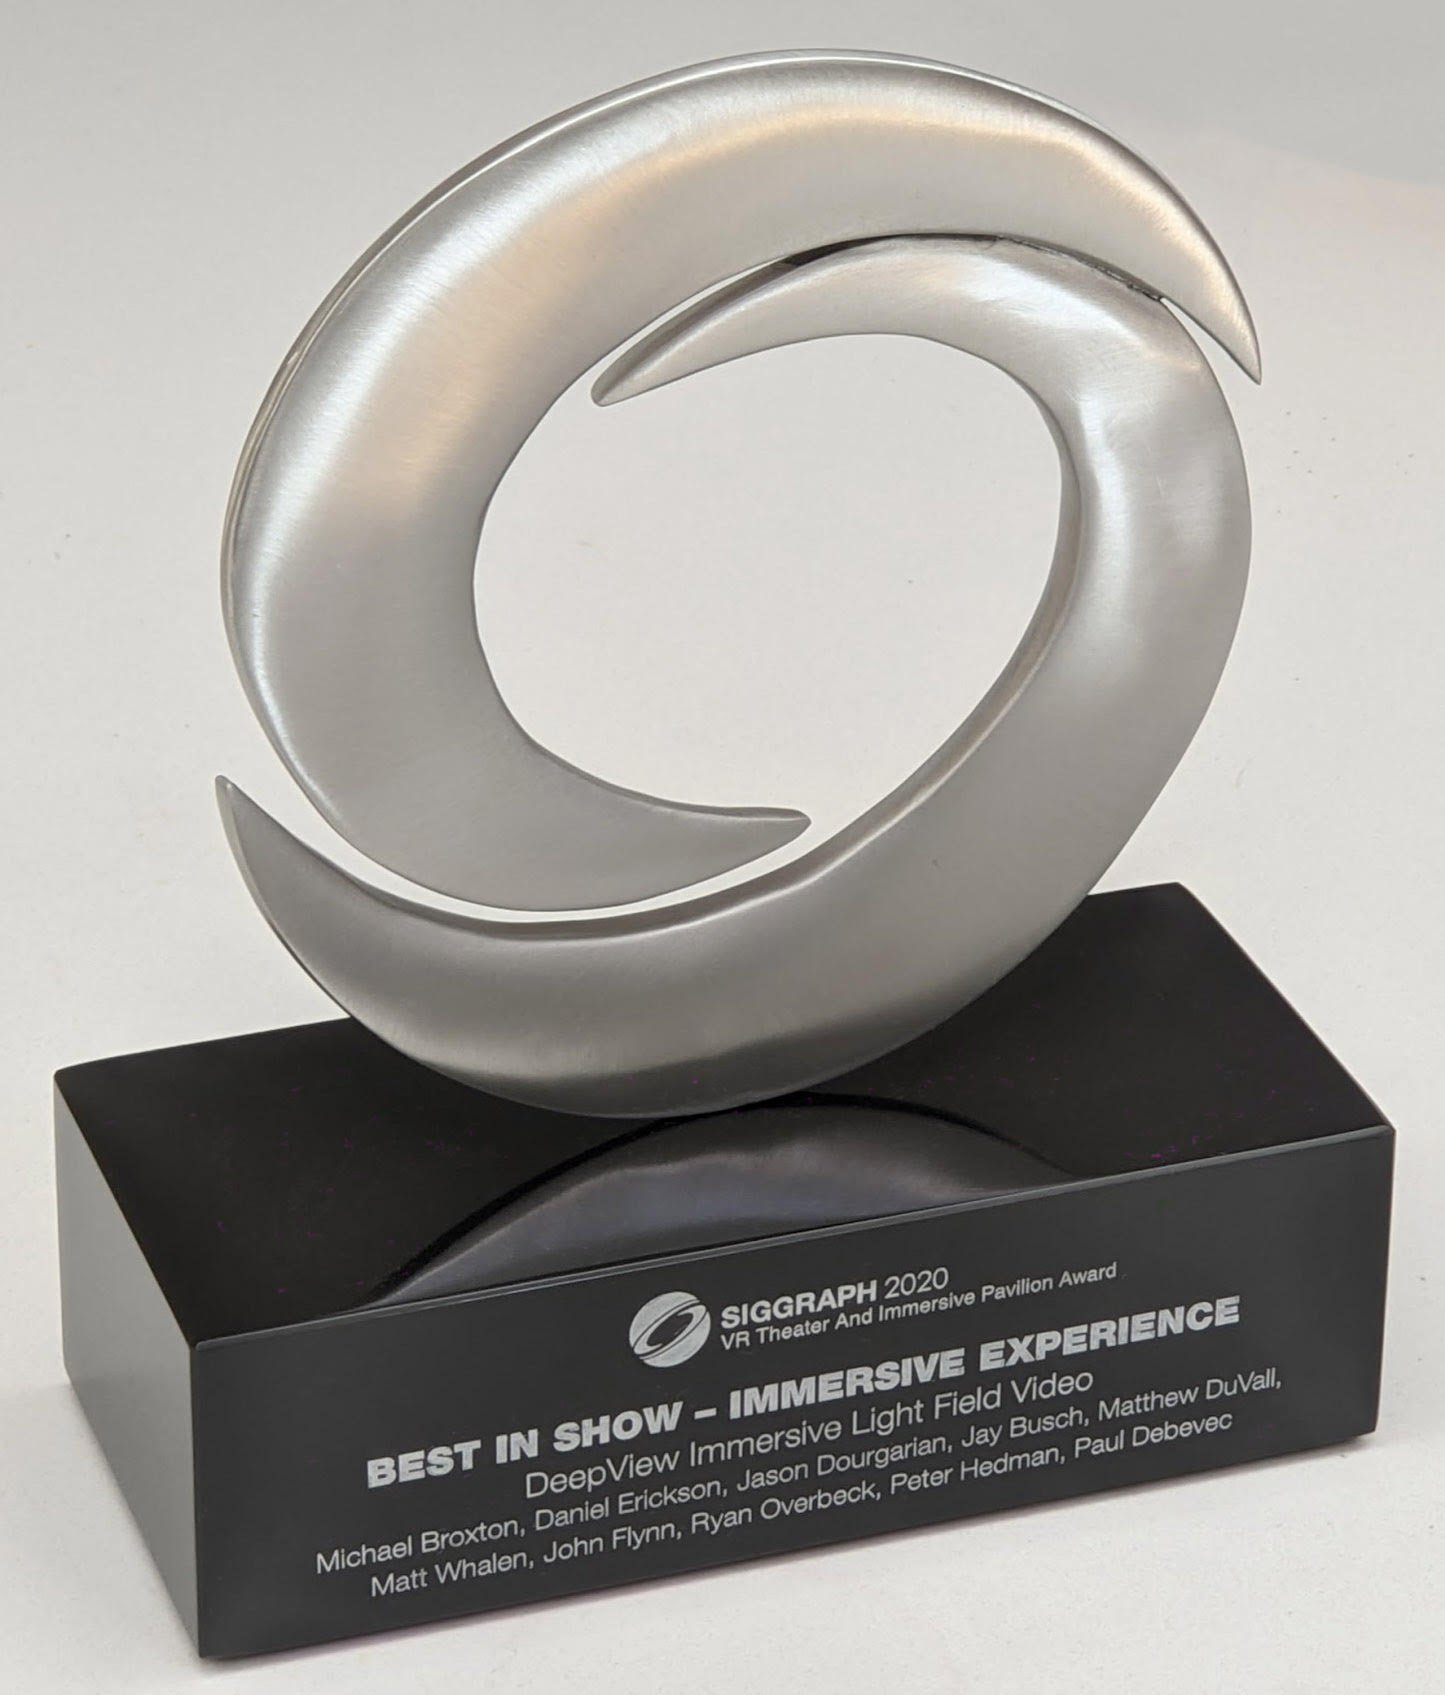 SIGGRAPH 2020
VR Theater And Immersive Pavilion Award
BEST IN SHOW – IMMERSIVE EXPERIENCE
DeepView Immersive Light Field Video
Michael Broxton, Daniel Erickson, Jason Dourgarian, Jay Busch, Matthew DuVall,
Matt Whalen, John Flynn, Ryan Overbeck, Peter Hedman, Paul Debevec